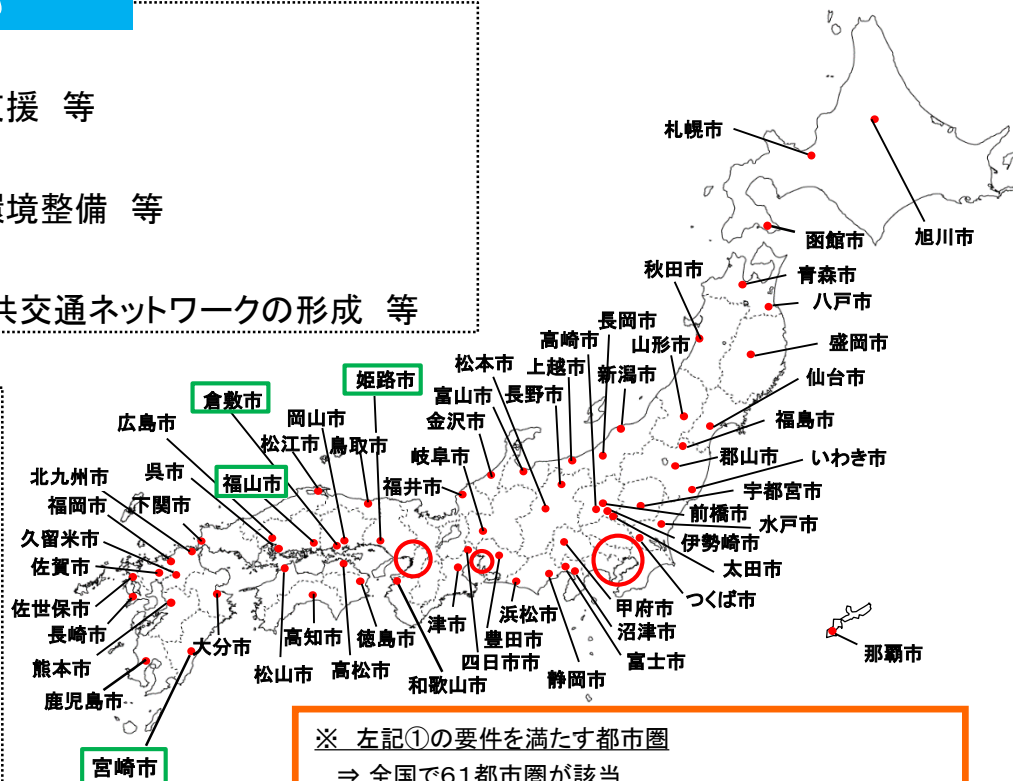 援 等
環境整備 等
共交通ネットワークの形成 等
札幌市
旭川市
函館市
秋田市
青森市
八戸市
長岡市
高崎市
山形市
盛岡市
松本市
上越市
新潟市
仙台市
姫路市
富山市
長野市
倉敷市
岡山市
金沢市
福島市
広島市
松江市
鳥取市
岐阜市
郡山市
いわき市
北九州市
呉市
福山市
福井市
宇都宮市
福岡市
下関市
前橋市
水戸市
久留米市
伊勢崎市
佐賀市
太田市
佐世保市
つくば市
長崎市
大分市
高知市
徳島市
津市
浜松市
甲府市
豊田市
沼津市
熊本市
松山市
高松市
四日市市
富士市
那覇市
鹿児島市
和歌山市
静岡市
宮崎市
※ 左記①の要件を満たす都市圏
⇒ 全国で61都市圏が該当